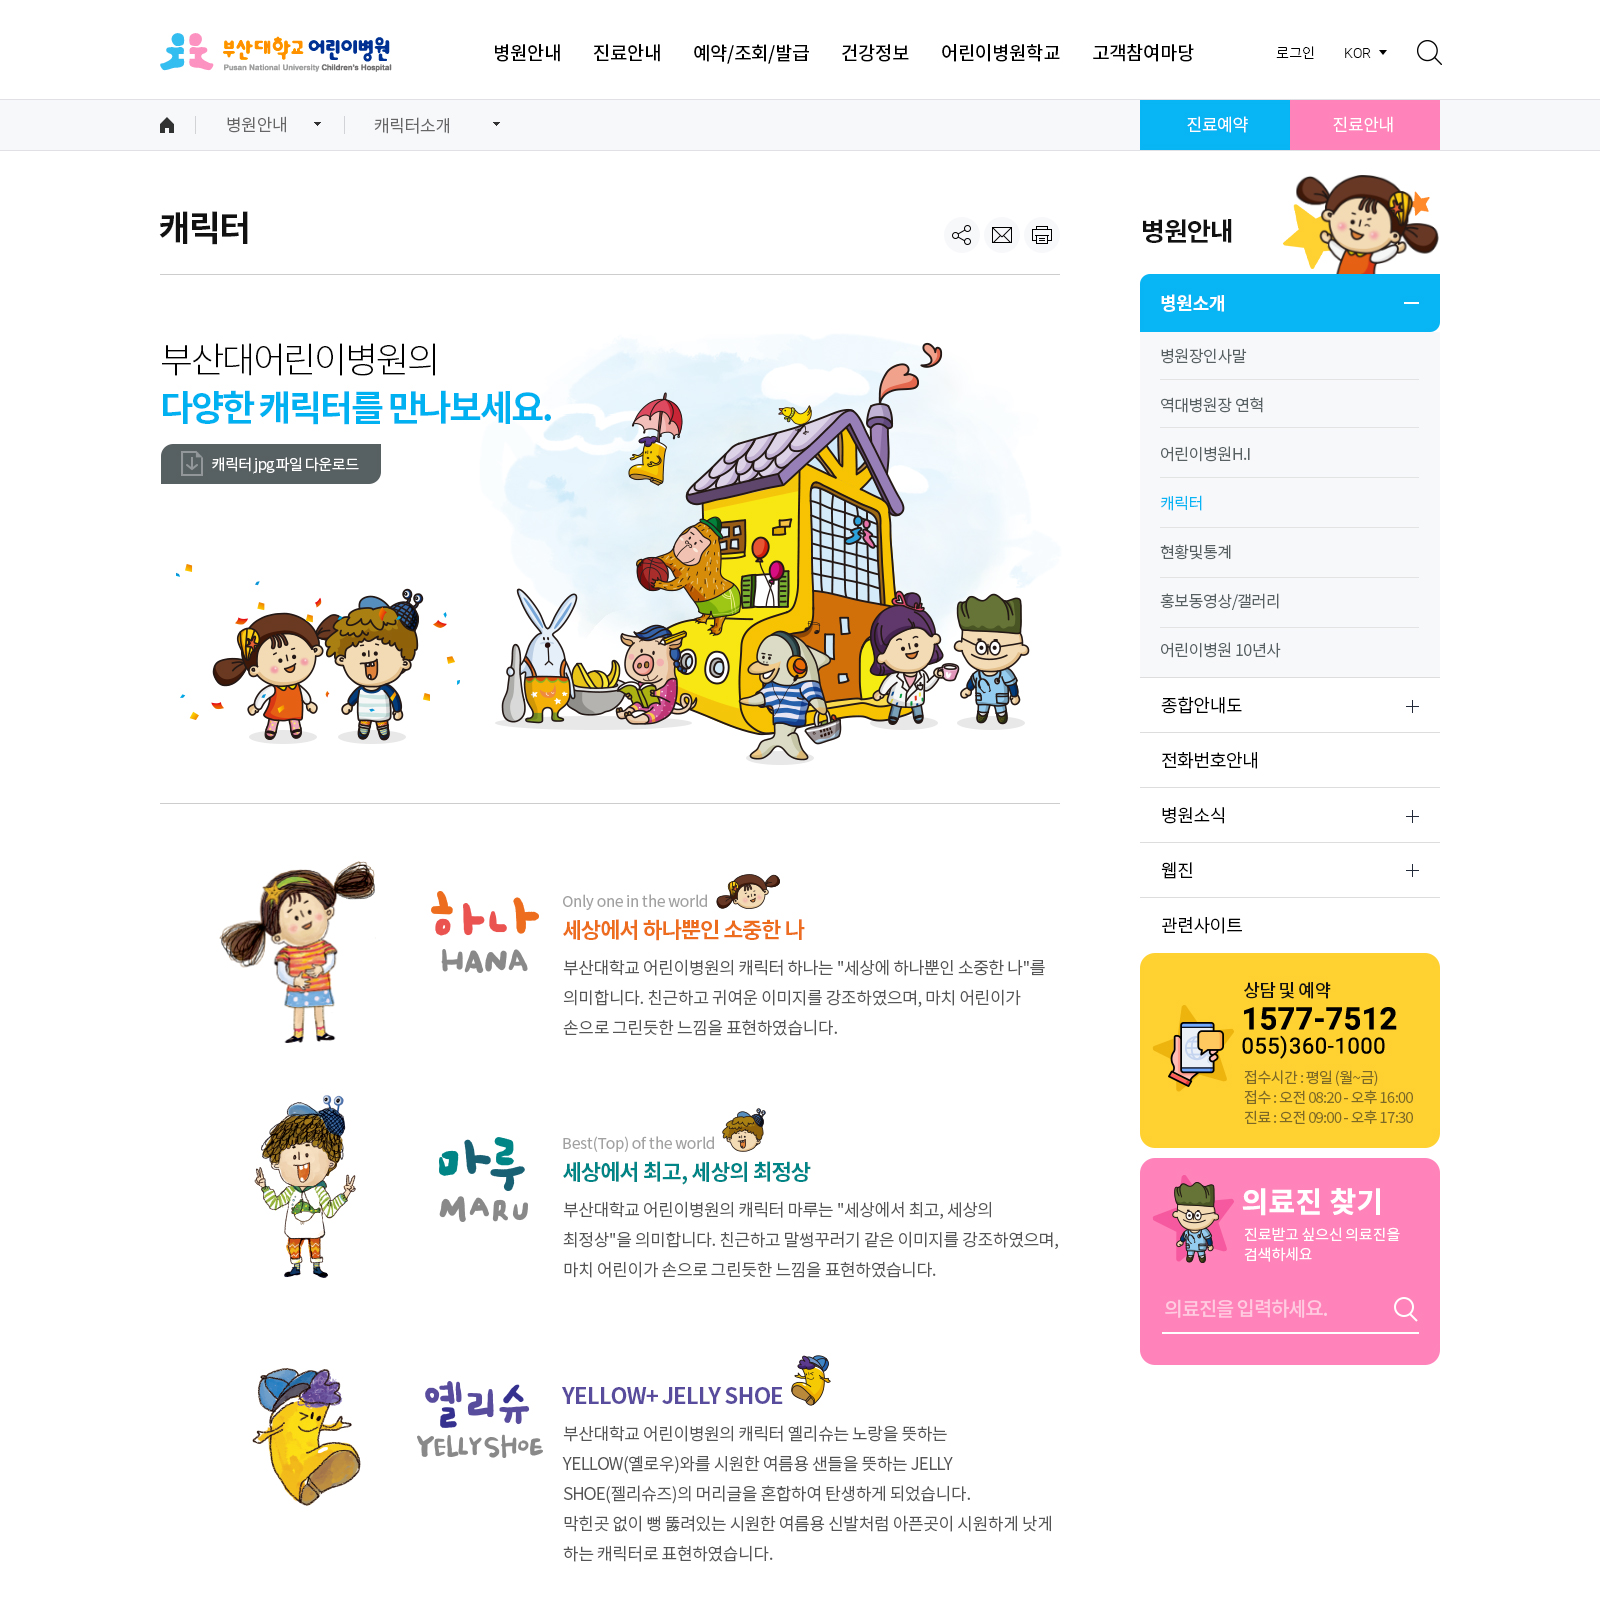 부산대학교 어린이병원
Pusan National University Children's Hospital
병원안내 진료안내 예약/조회/발급 건강정보 어린이병원학교 고객참여마당
로그인 KOR
병원안내 캐릭터소개
진료예약 진료안내
캐릭터
부산대어린이병원의
다양한 캐릭터를 만나보세요.
캐릭터 jpg파일 다운로드
하나
HANA
Only one in the world
세상에서 하나뿐인 소중한 나
부산대학교 어린이병원의 캐릭터 하나는 "세상에 하나뿐인 소중한 나"를
의미합니다. 친근하고 귀여운 이미지를 강조하였으며, 마치 어린이가
손으로 그린듯한 느낌을 표현하였습니다.
마루
MARU
Best(Top) of the world
세상에서 최고, 세상의 최정상
부산대학교 어린이병원의 캐릭터 마루는 "세상에서 최고, 세상의
최정상"을 의미합니다. 친근하고 말썽꾸러기 같은 이미지를 강조하였으며,
마치 어린이가 손으로 그린듯한 느낌을 표현하였습니다.
옐리슈
YELLYSHOE
YELLOW+ JELLY SHOE
부산대학교 어린이병원의 캐릭터 옐리슈는 노랑을 뜻하는
YELLOW(옐로우)와를 시원한 여름용 샌들을 뜻하는 JELLY
SHOE(젤리슈즈)의 머리글을 혼합하여 탄생하게 되었습니다.
막힌곳 없이 뻥 뚫려있는 시원한 여름용 신발처럼 아픈곳이 시원하게 낫게
하는 캐릭터로 표현하였습니다.
병원안내
병원소개
병원장인사말
역대병원장 연혁
어린이병원H.I
캐릭터
현황및통계
홍보동영상/갤러리
어린이병원 10년사
종합안내도
전화번호안내
병원소식
웹진
관련사이트
상담 및 예약
1577-7512
055)360-1000
접수시간 : 평일 (월~금)
접수 : 오전 08:20 - 오후 16:00
진료 : 오전 09:00 - 오후 17:30
의료진 찾기
진료받고 싶으신 의료진을
검색하세요
의료진을 입력하세요.